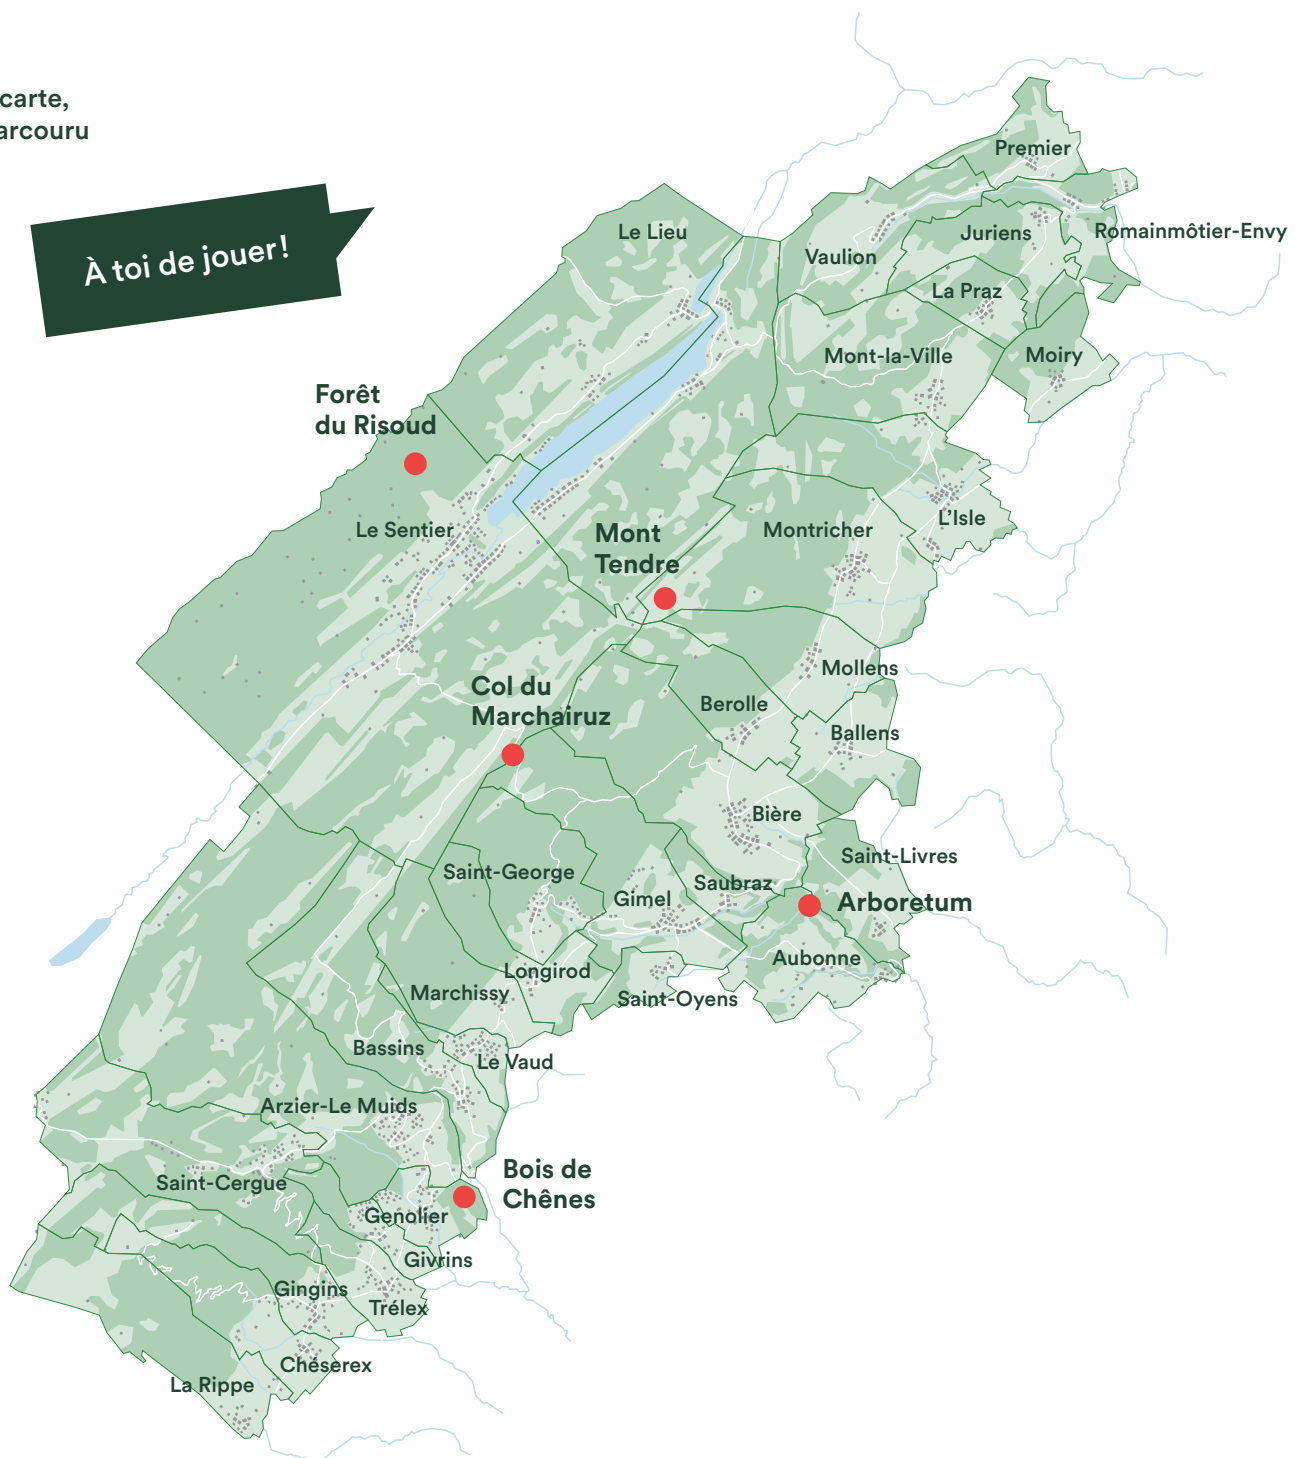 carte,
arcouru
À toi de jouer!
Premier
Le Lieu
Romainmôtier-Envy
Juriens
Vaulion
La Praz
Mont-la-Ville
Moiry
Forêt
du Risoud
Le Sentier
L'Isle
Mont
Tendre
Montricher
Mollens
Col du
Marchairuz
Berolle
Ballens
Bière
Saint-Livres
Saint-George
Saubraz
Gimel
Arboretum
Aubonne
Longirod
Marchissy
Saint-Oyens
Bassins
Le Vaud
Arzier-Le Muids
Bois de
Chênes
Saint-Cergue
Genolier
Givrins
Gingins
Trélex
Chéserex
La Rippe